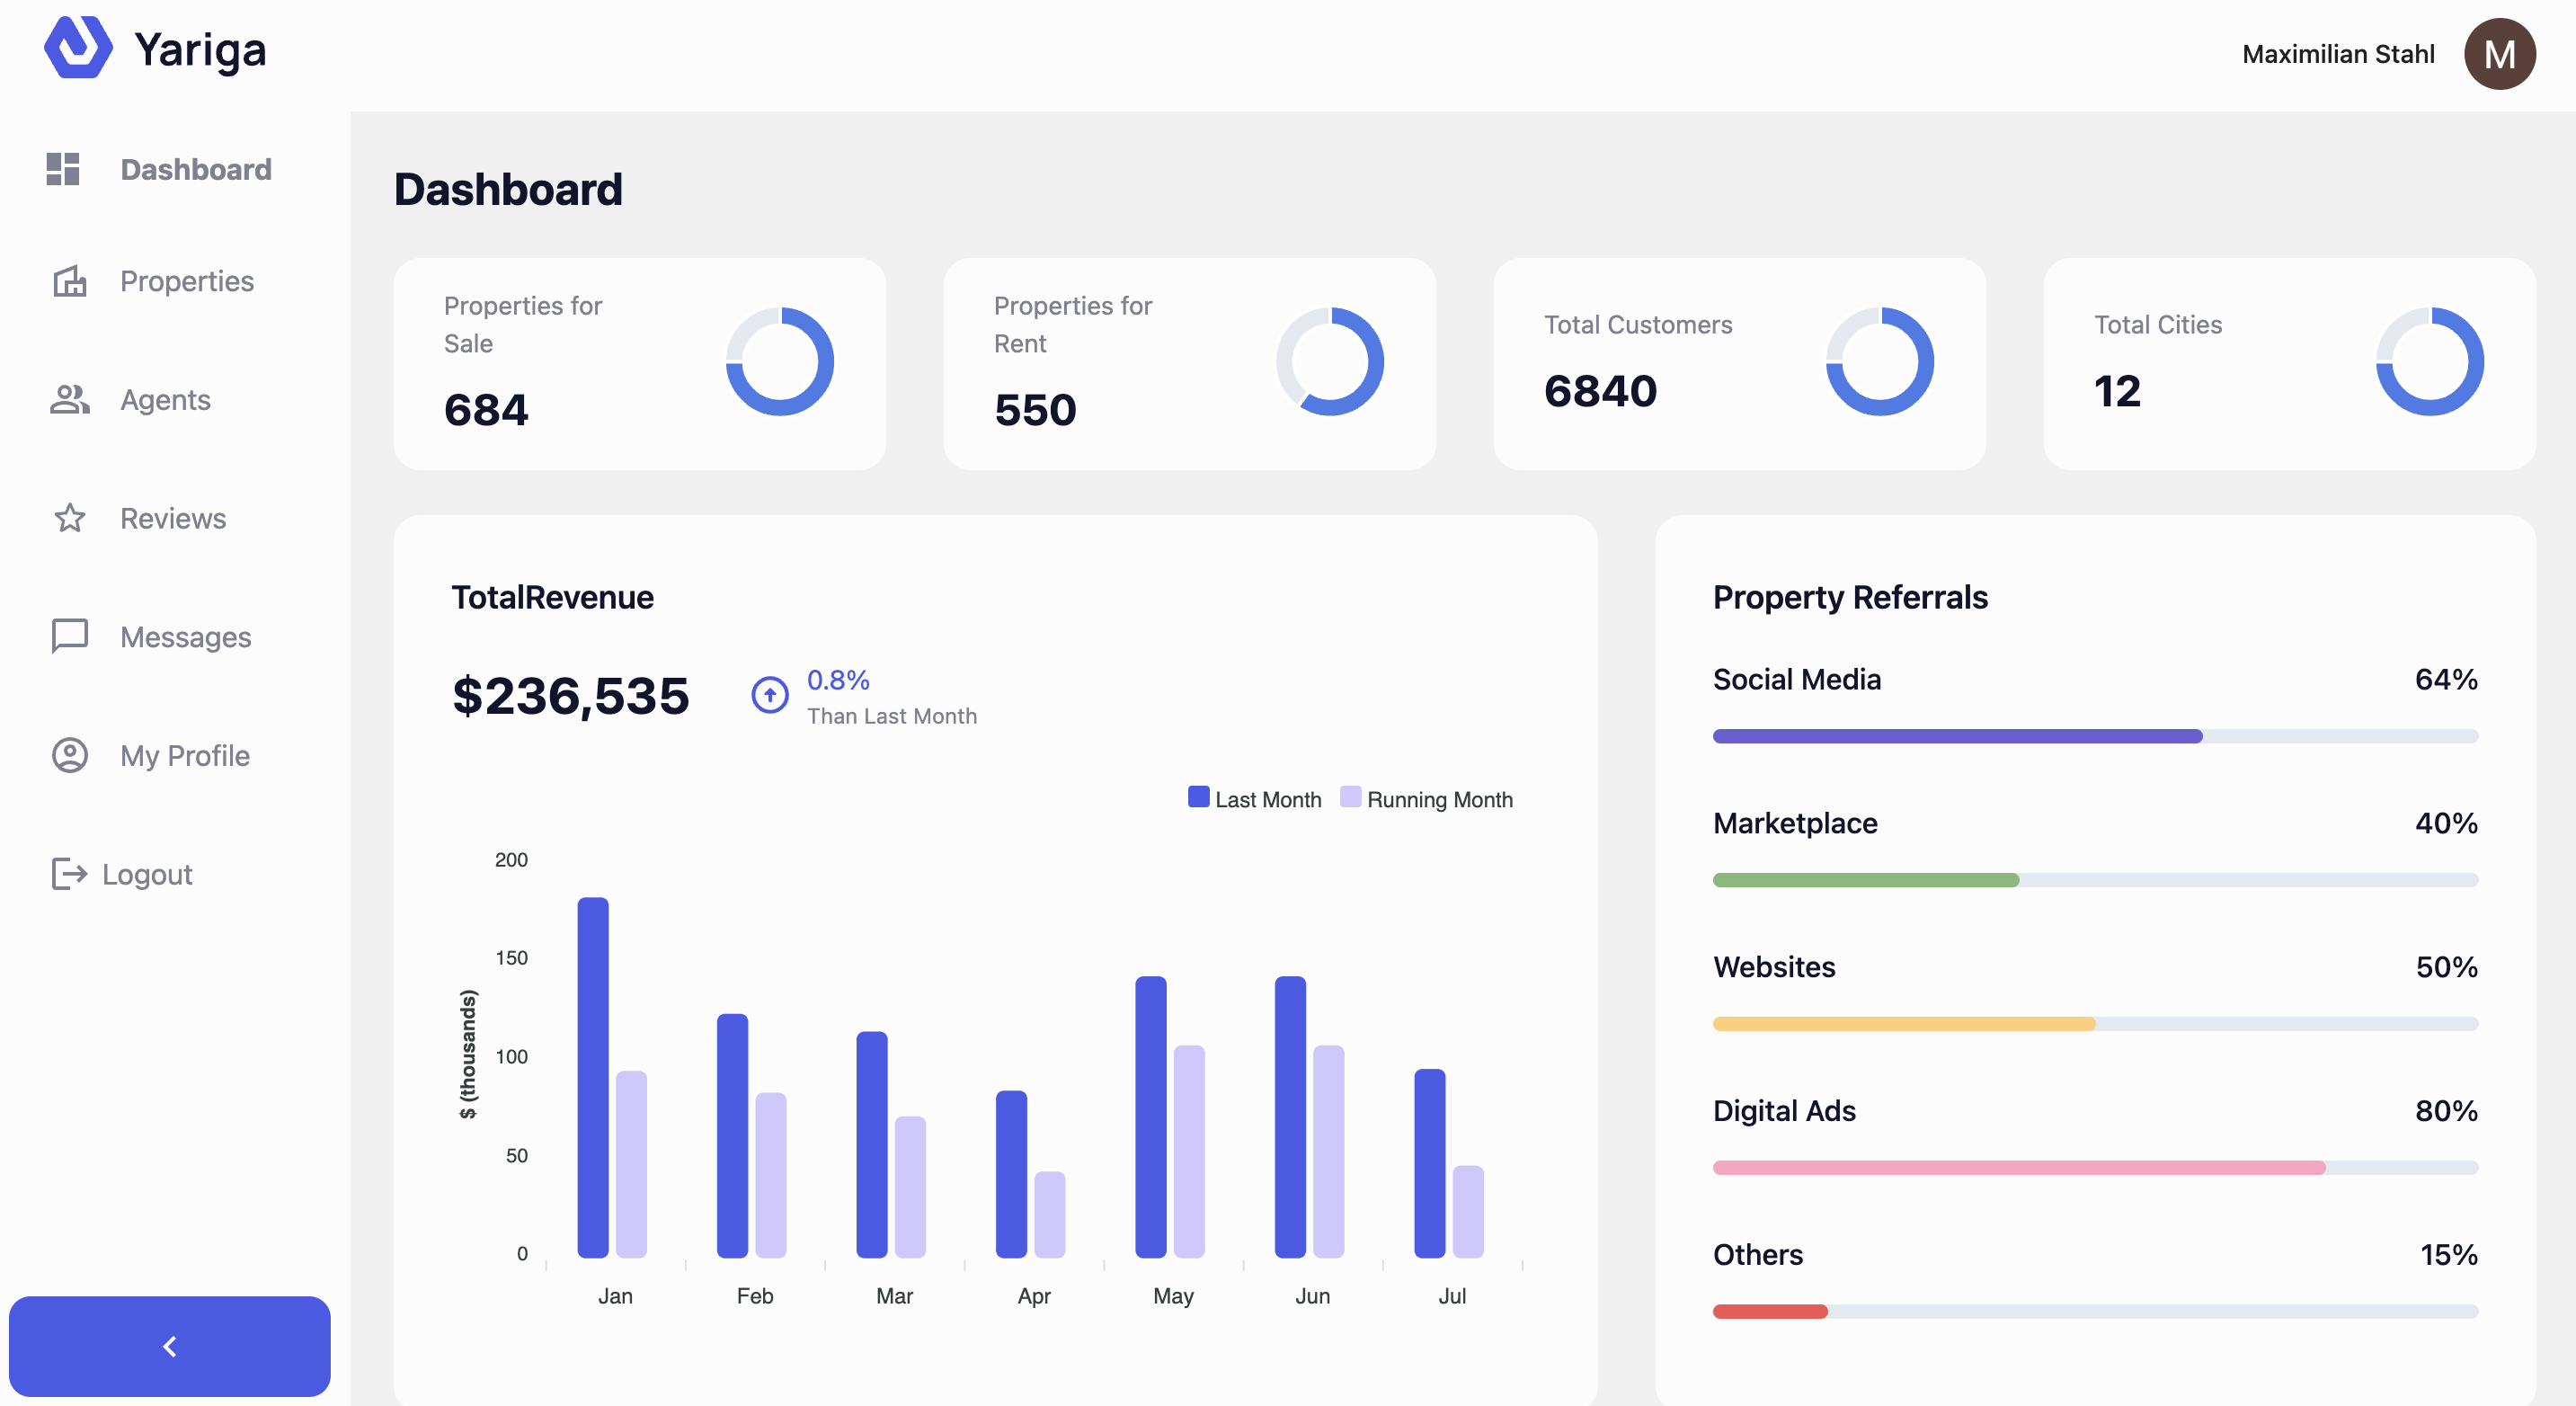 Yariga
Maximilian Stahl
M
Dashboard
Properties
Agents
Reviews
Messages
My Profile
Logout
Dashboard
Properties for
Sale
684
Properties for
Rent
550
Total Customers
6840
Total Cities
12
TotalRevenue
$236,535
0.8%
Than Last Month
Last Month
Running Month
$ (thousands)
200
150
100
50
0
Jan
Feb
Mar
Apr
May
Jun
Jul
Property Referrals
Social Media
64%
Marketplace
40%
Websites
50%
Digital Ads
80%
Others
15%